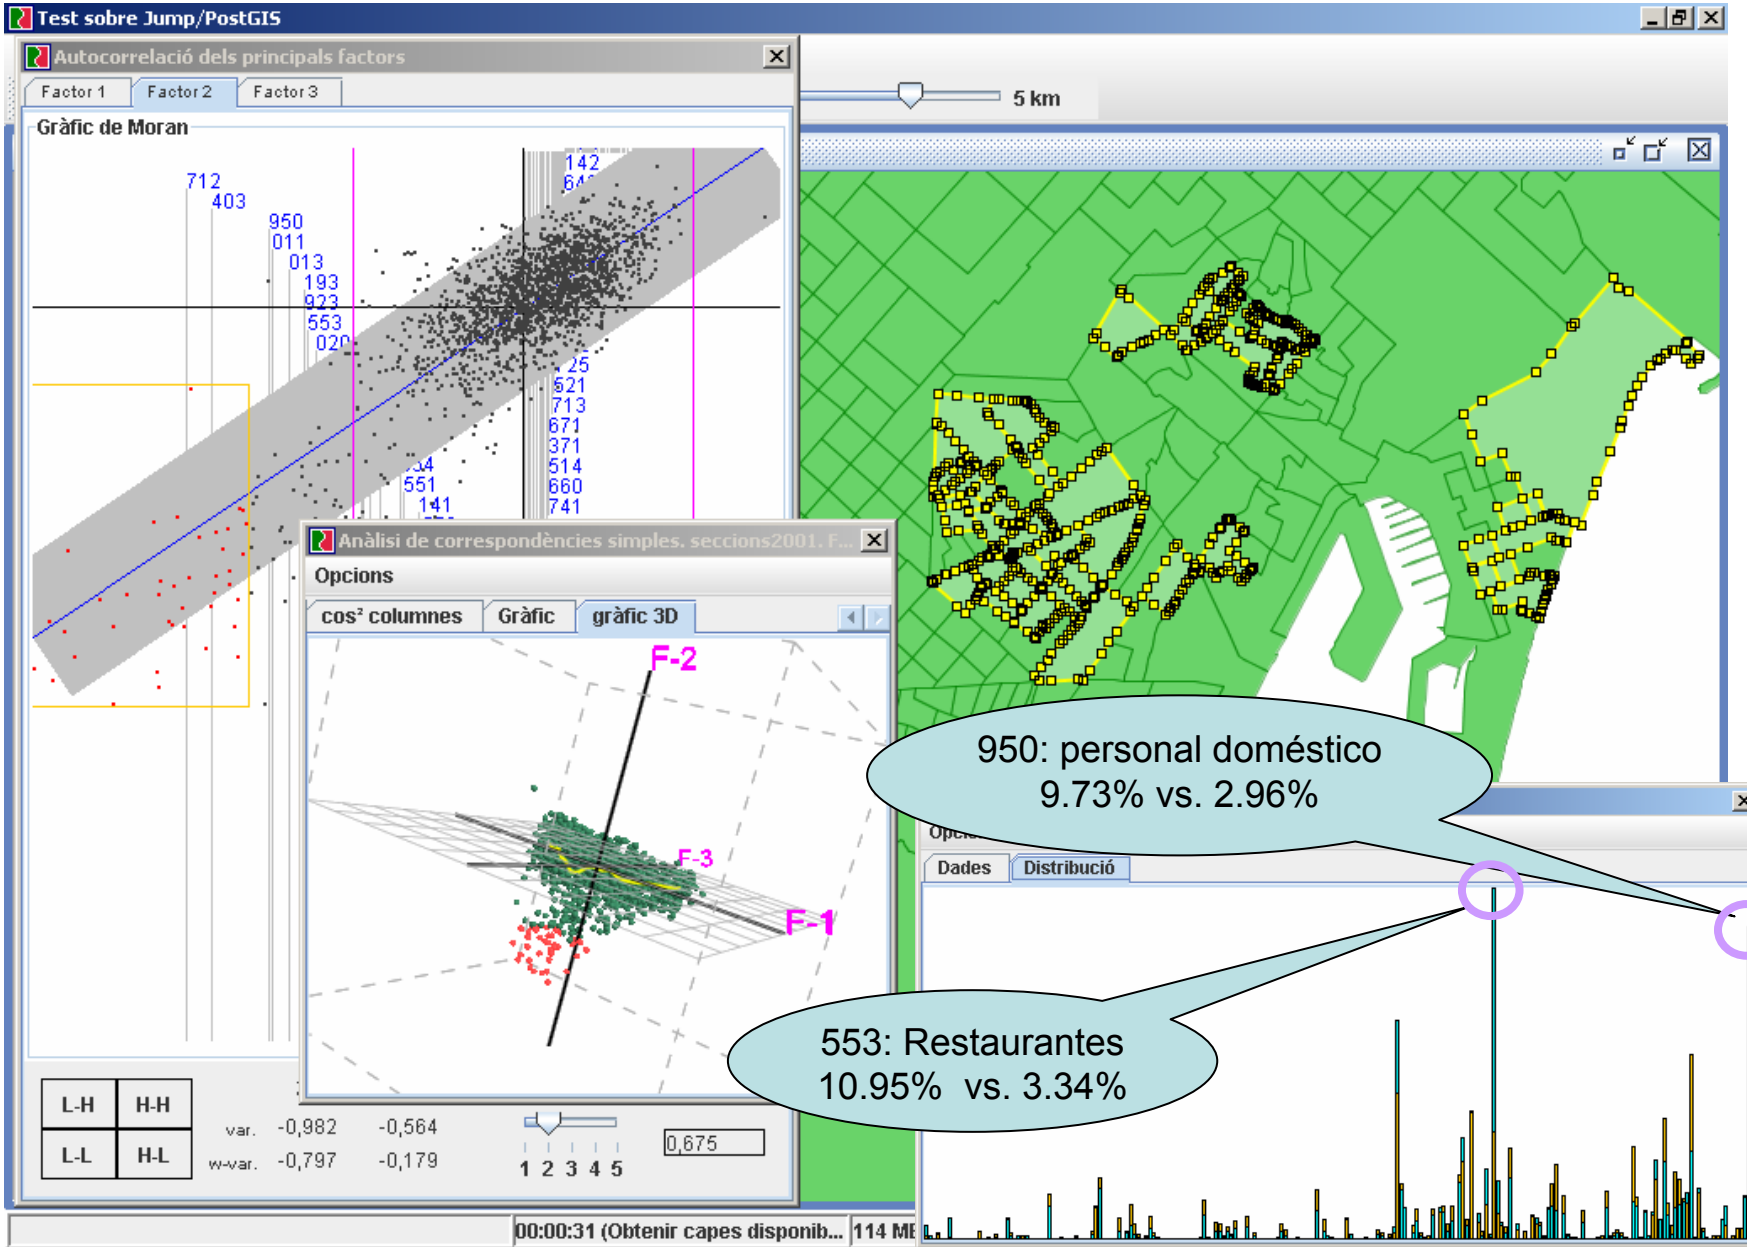 Test sobre Jump/PostGIS
Autocorrelació dels principals factors
Factor 1 Factor 2 Factor 3
5 km
Gràfic de Moran
712
403
950
011
013
193
923
553
020
142
521
713
671
371
514
660
741
551
141
Anàlisi de correspondències simples. seccions2001. F...
Opcions
cos² columnes Gràfic gràfic 3D
F-2
F-3
F-1
950: personal doméstico
9.73% vs. 2.96%
Dades Distribució
553: Restaurantes
10.95% vs. 3.34%
L-H H-H
L-L H-L
var. -0,982 -0,564
w-var. -0,797 -0,179
1 2 3 4 5
0,675
00:00:31 (Obtenir capes disponib... 114 ME